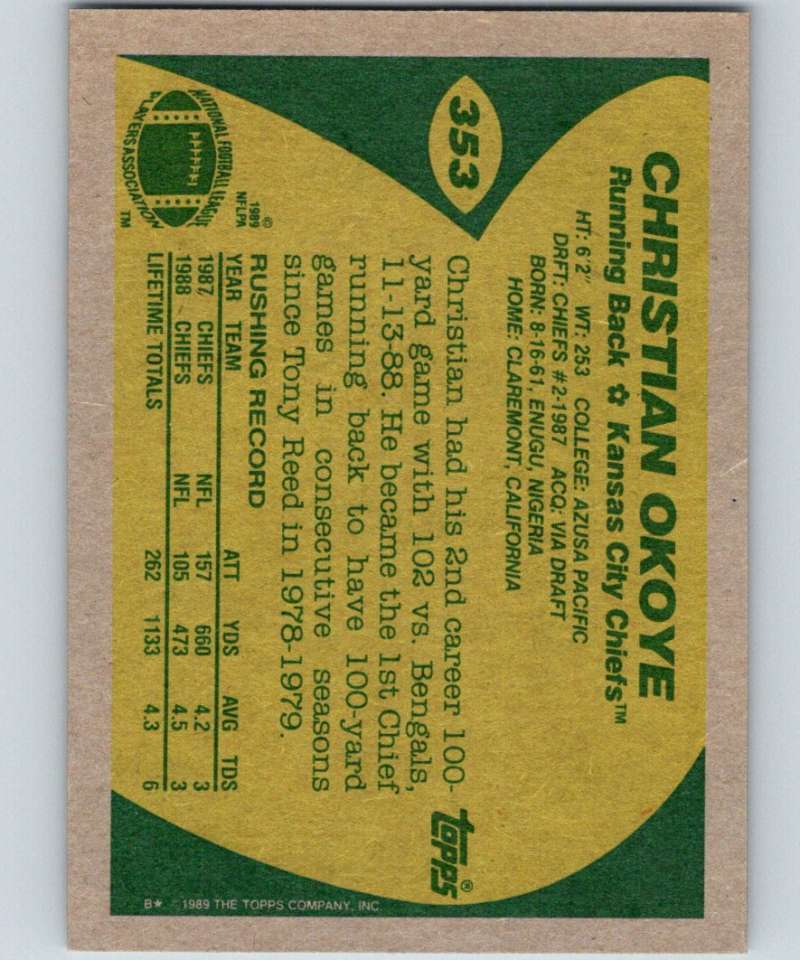 353
CHRISTIAN OKOYE
Running Back ✿ Kansas City Chiefs™
HT: 6'2" WT: 253 COLLEGE: AZUSA PACIFIC
DRFT: CHIEFS #2-1987 ACQ: VIA DRAFT
BORN: 8-16-61, ENUGU, NIGERIA
HOME: CLAREMONT, CALIFORNIA
Christian had his 2nd career 100-
yard game with 102 vs. Bengals,
11-13-88. He became the 1st Chief
running back to have 100-yard
games in consecutive seasons
since Tony Reed in 1978-1979.
topps®
NATIONAL FOOTBALL LEAGUE
PLAYERS ASSOCIATION
TM
©
1989
NFLPA
RUSHING RECORD
YEAR TEAM ATT YDS AVG TDS
1987 CHIEFS NFL 157 660 4.2 3
1988 CHIEFS NFL 105 473 4.5 3
LIFETIME TOTALS 262 1133 4.3 6
B★ ©1989 THE TOPPS COMPANY, INC.